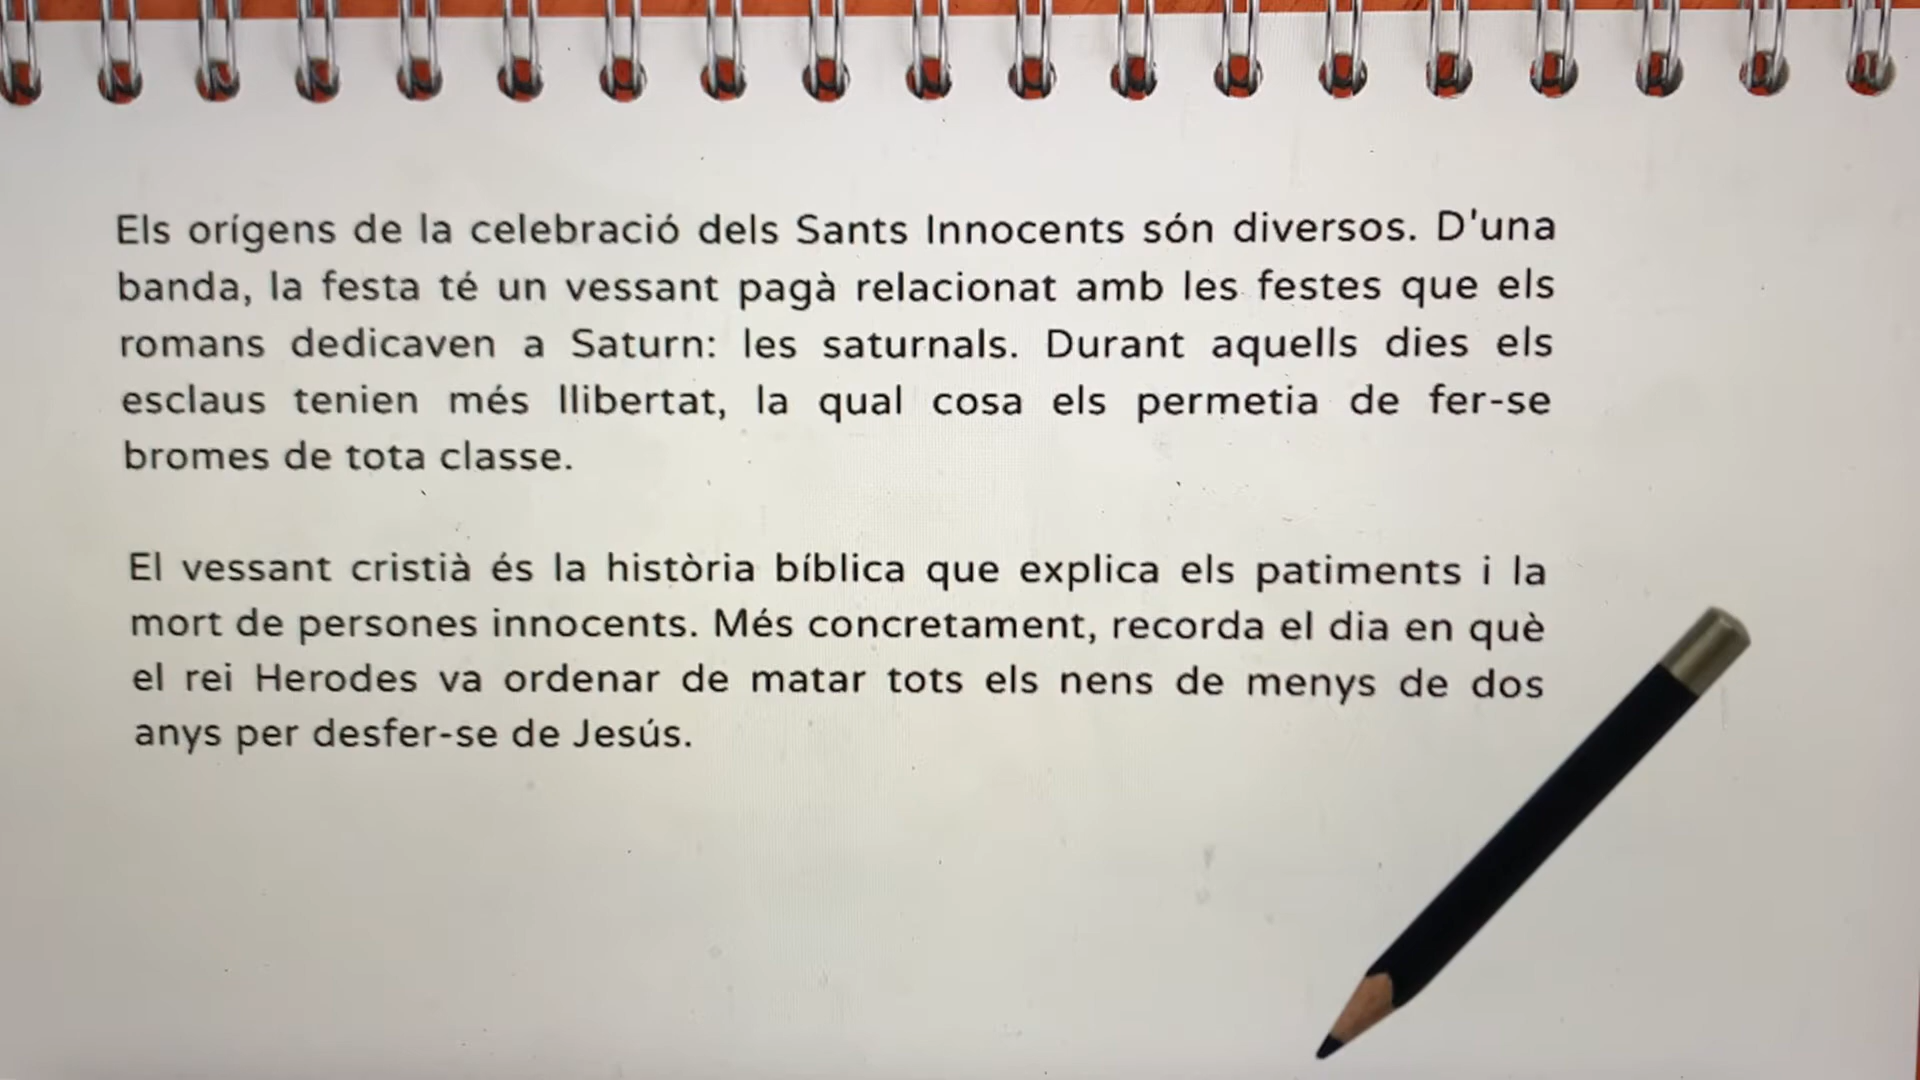 Els orígens de la celebració dels Sants Innocents són diversos. D'una
banda, la festa té un vessant pagà relacionat amb les festes que els
romans dedicaven a Saturn: les saturnals. Durant aquells dies els
esclaus tenien més llibertat, la qual cosa els permetia de fer-se
bromes de tota classe.
El vessant cristià és la història bíblica que explica els patiments i la
mort de persones innocents. Més concretament, recorda el dia en què
el rei Herodes va ordenar de matar tots els nens de menys de dos
anys per desfer-se de Jesús.